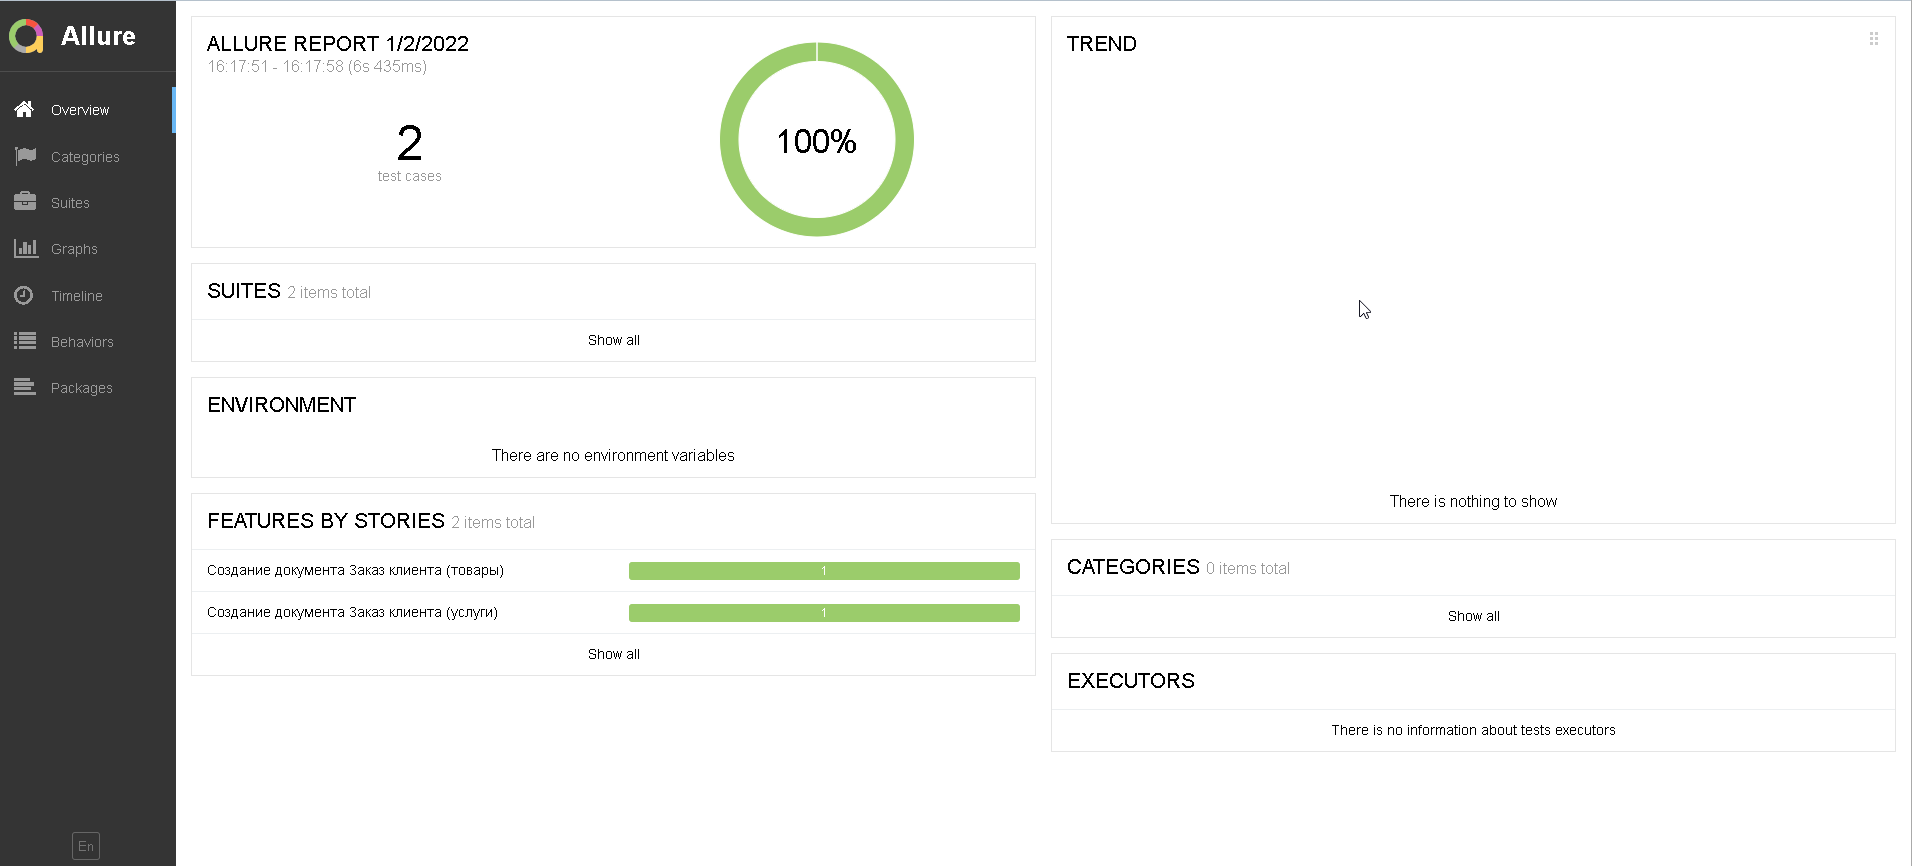 Allure
Overview
Categories
Suites
Graphs
Timeline
Behaviors
Packages
En
ALLURE REPORT 1/2/2022
16:17:51 - 16:17:58 (6s 435ms)
2
test cases
100%
SUITES 2 items total
Show all
ENVIRONMENT
There are no environment variables
FEATURES BY STORIES 2 items total
Создание документа Заказ клиента (товары) 1
Создание документа Заказ клиента (услуги) 1
Show all
TREND
There is nothing to show
CATEGORIES 0 items total
Show all
EXECUTORS
There is no information about tests executors